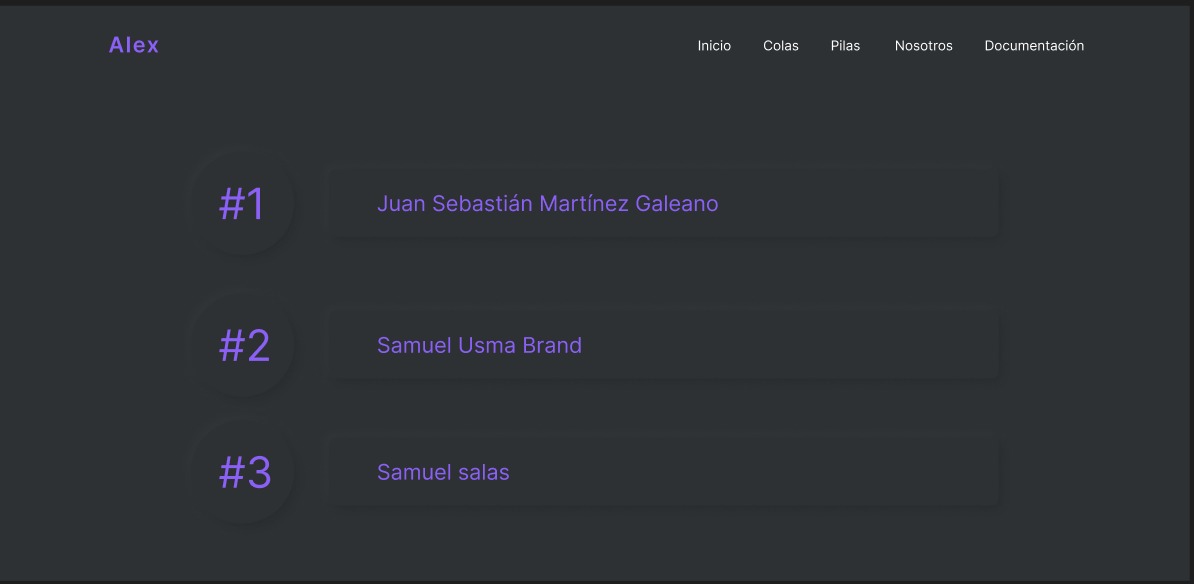 Alex
Inicio Colas Pilas Nosotros Documentación
#1 Juan Sebastián Martínez Galeano
#2 Samuel Usma Brand
#3 Samuel salas